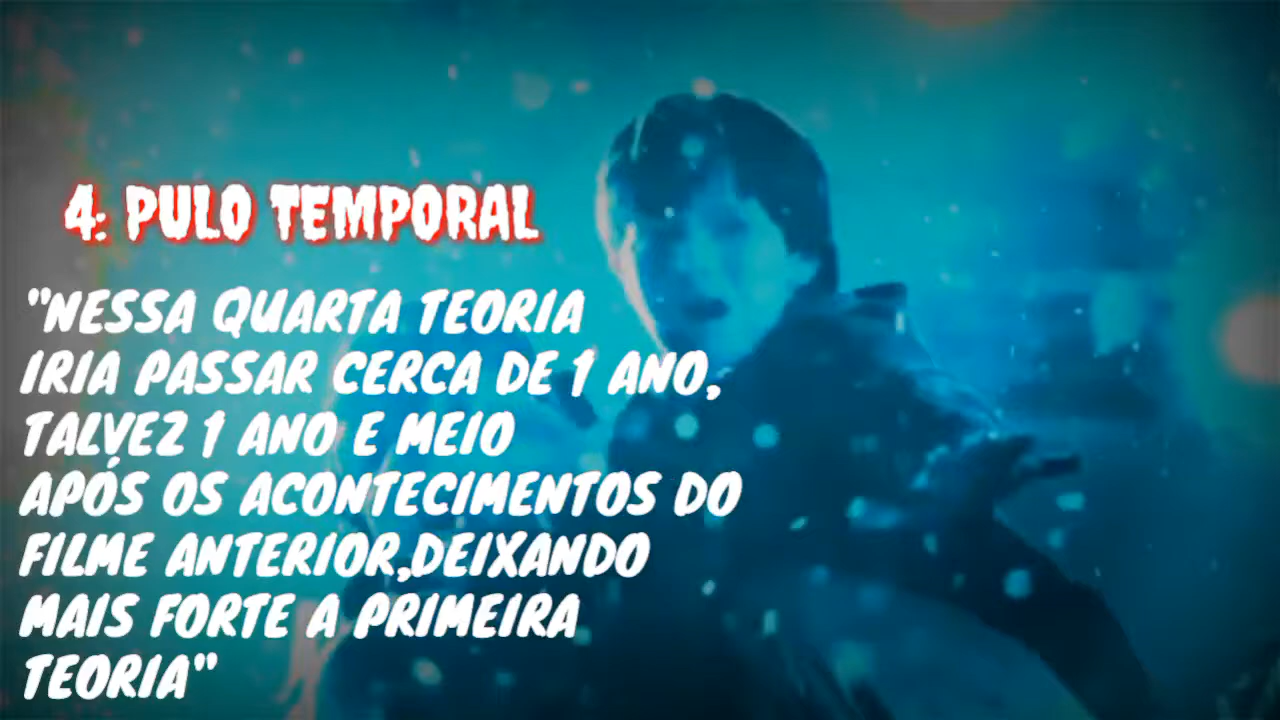 4: PULO TEMPORAL
"NESSA QUARTA TEORIA
IRIA PASSAR CERCA DE 1 ANO,
TALVEZ 1 ANO E MEIO
APÓS OS ACONTECIMENTOS DO
FILME ANTERIOR,DEIXANDO
MAIS FORTE A PRIMEIRA
TEORIA"